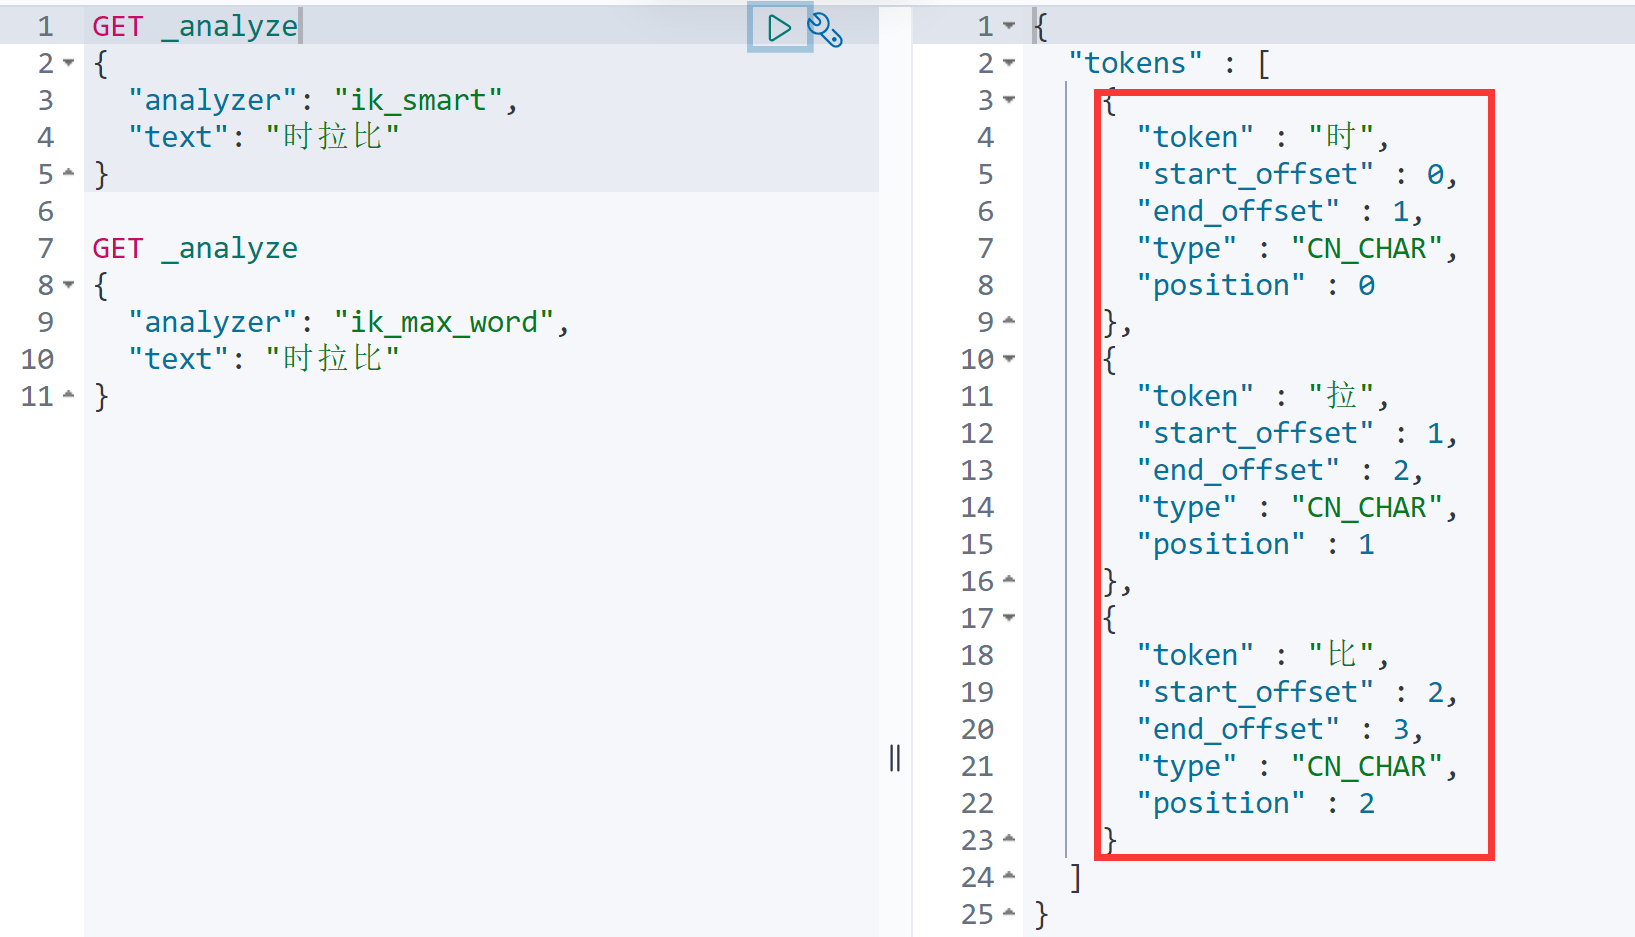 1 GET _analyze
2 {
3 "analyzer": "ik_smart",
4 "text": "时拉比"
5 }
6
7 GET _analyze
8 {
9 "analyzer": "ik_max_word",
10 "text": "时拉比"
11 }
1 {
2 "tokens" : [
3 {
4 "token" : "时",
5 "start_offset" : 0,
6 "end_offset" : 1,
7 "type" : "CN_CHAR",
8 "position" : 0
9 },
10 {
11 "token" : "拉",
12 "start_offset" : 1,
13 "end_offset" : 2,
14 "type" : "CN_CHAR",
15 "position" : 1
16 },
17 {
18 "token" : "比",
19 "start_offset" : 2,
20 "end_offset" : 3,
21 "type" : "CN_CHAR",
22 "position" : 2
23 }
24 ]
25 }